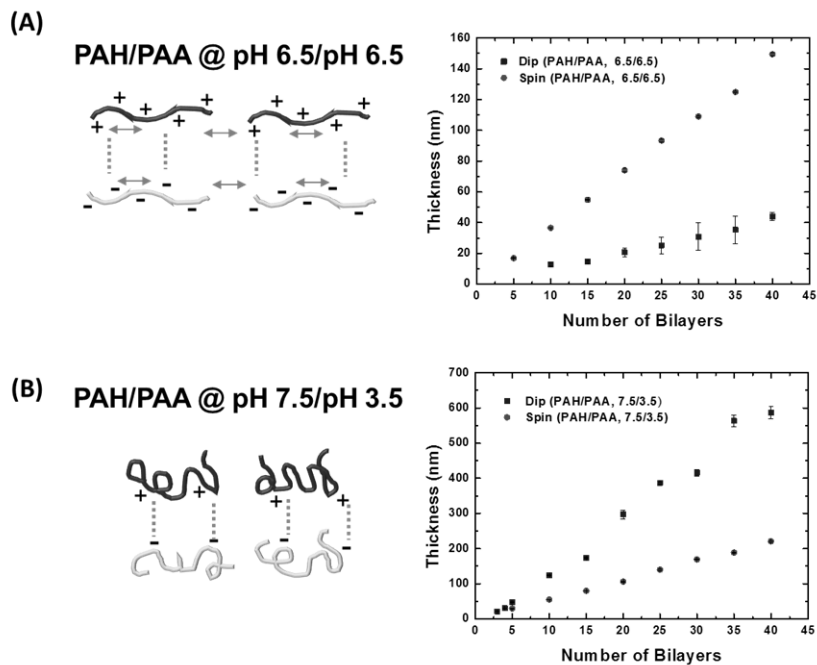 (A)
PAH/PAA @ pH 6.5/pH 6.5
+ + + + + + + +
- - - - - - - -
160
140
120
100
80
60
40
20
0
Thickness (nm)
Dip (PAH/PAA, 6.5/6.5)
Spin (PAH/PAA, 6.5/6.5)
0 5 10 15 20 25 30 35 40 45
Number of Bilayers
(B)
PAH/PAA @ pH 7.5/pH 3.5
+ + + +
- - - -
700
600
500
400
300
200
100
0
Thickness (nm)
Dip (PAH/PAA, 7.5/3.5)
Spin (PAH/PAA, 7.5/3.5)
0 5 10 15 20 25 30 35 40 45
Number of Bilayers